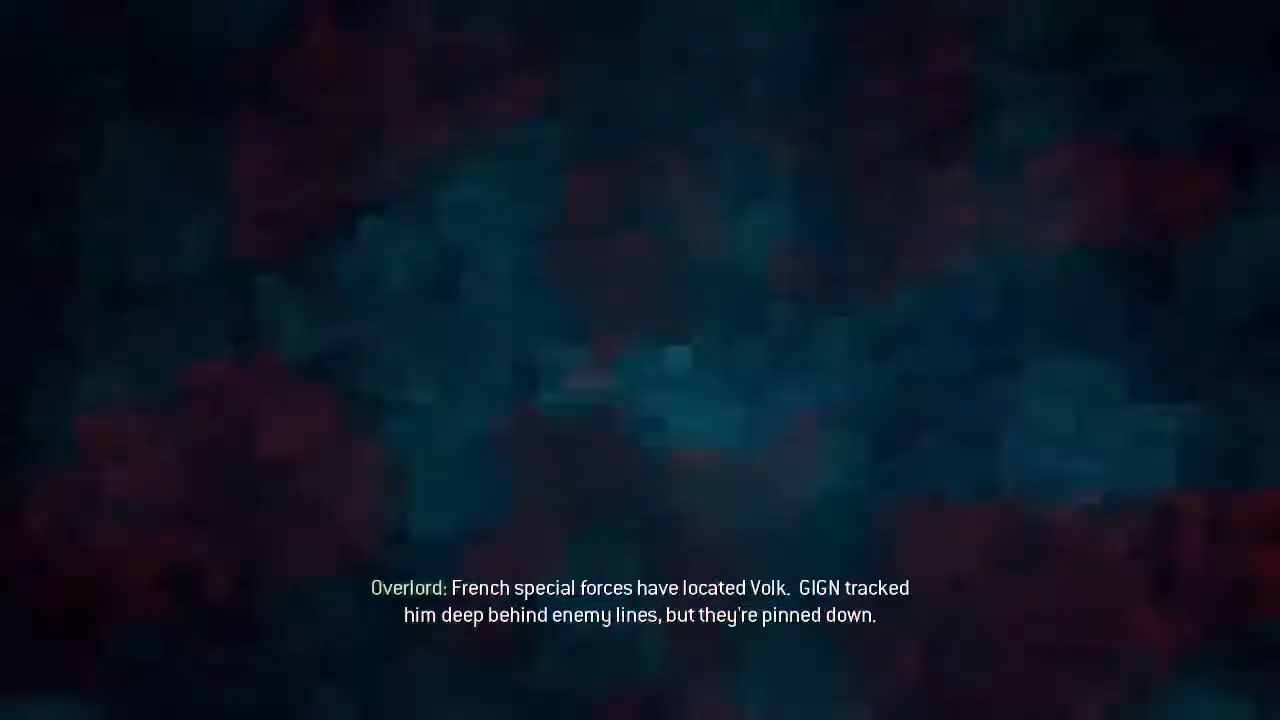 Overlord: French special forces have located Volk.  GIGN tracked
him deep behind enemy lines, but they're pinned down.